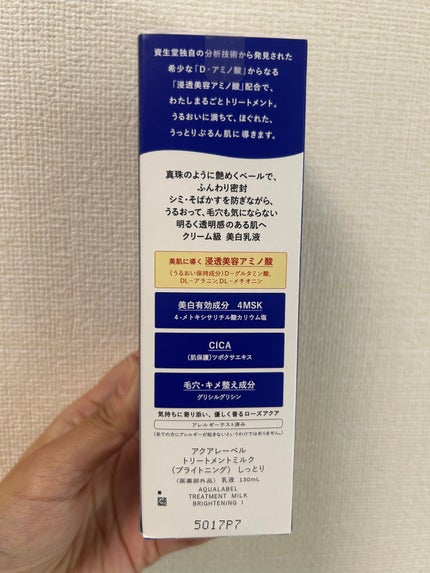 資生堂独自の分析技術から発見された
希少な「D-アミノ酸」からなる
「浸透美容アミノ酸」配合で、
わたしまるごとトリートメント。
うるおいに満ちて、ほぐれた、
うっとりぷるん肌に導きます。
真珠のように艶めくベールで、
ふんわり密封
シミ・そばかすを防ぎながら、
うるおって、毛穴も気にならない
明るく透明感のある肌へ
クリーム級 美白乳液
美肌に導く 浸透美容アミノ酸
(うるおい保持成分)D-グルタミン酸,
DL-アラニン,DL-メチオニン
美白有効成分 4MSK
4-メトキシサリチル酸カリウム塩
CICA
(肌保護)ツボクサエキス
毛穴・キメ整え成分
グリシルグリシン
気持ちに寄り添い、優しく香るローズアクア
アレルギーテスト済み
(全ての方にアレルギーが起きないというわけではありません。)
アクアレーベル
トリートメントミルク
(ブライトニング) しっとり
(医薬部外品) 乳液 130mL
AQUALABEL
TREATMENT MILK
BRIGHTENING I
5017P7